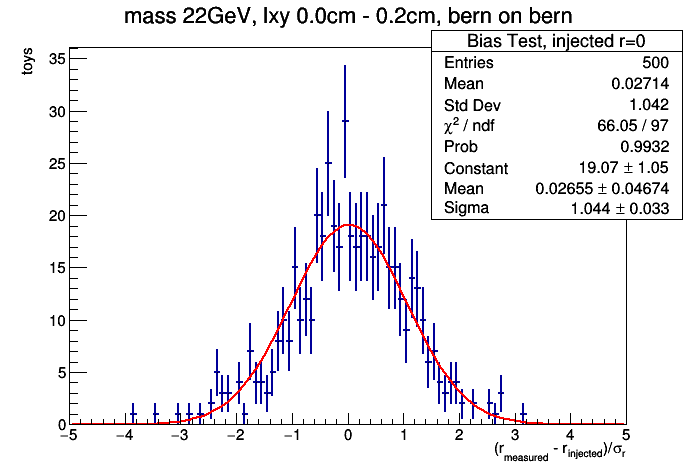 mass 22GeV, lxy 0.0cm - 0.2cm, bern on bern
toys
Bias Test, injected r=0
Entries 500
Mean 0.02714
Std Dev 1.042
χ² / ndf 66.05 / 97
Prob 0.9932
Constant 19.07 ± 1.05
Mean 0.02655 ± 0.04674
Sigma 1.044 ± 0.033
35
30
25
20
15
10
5
0
−5 −4 −3 −2 −1 0 1 2 3 4 5
(r_measured - r_injected)/σ_r